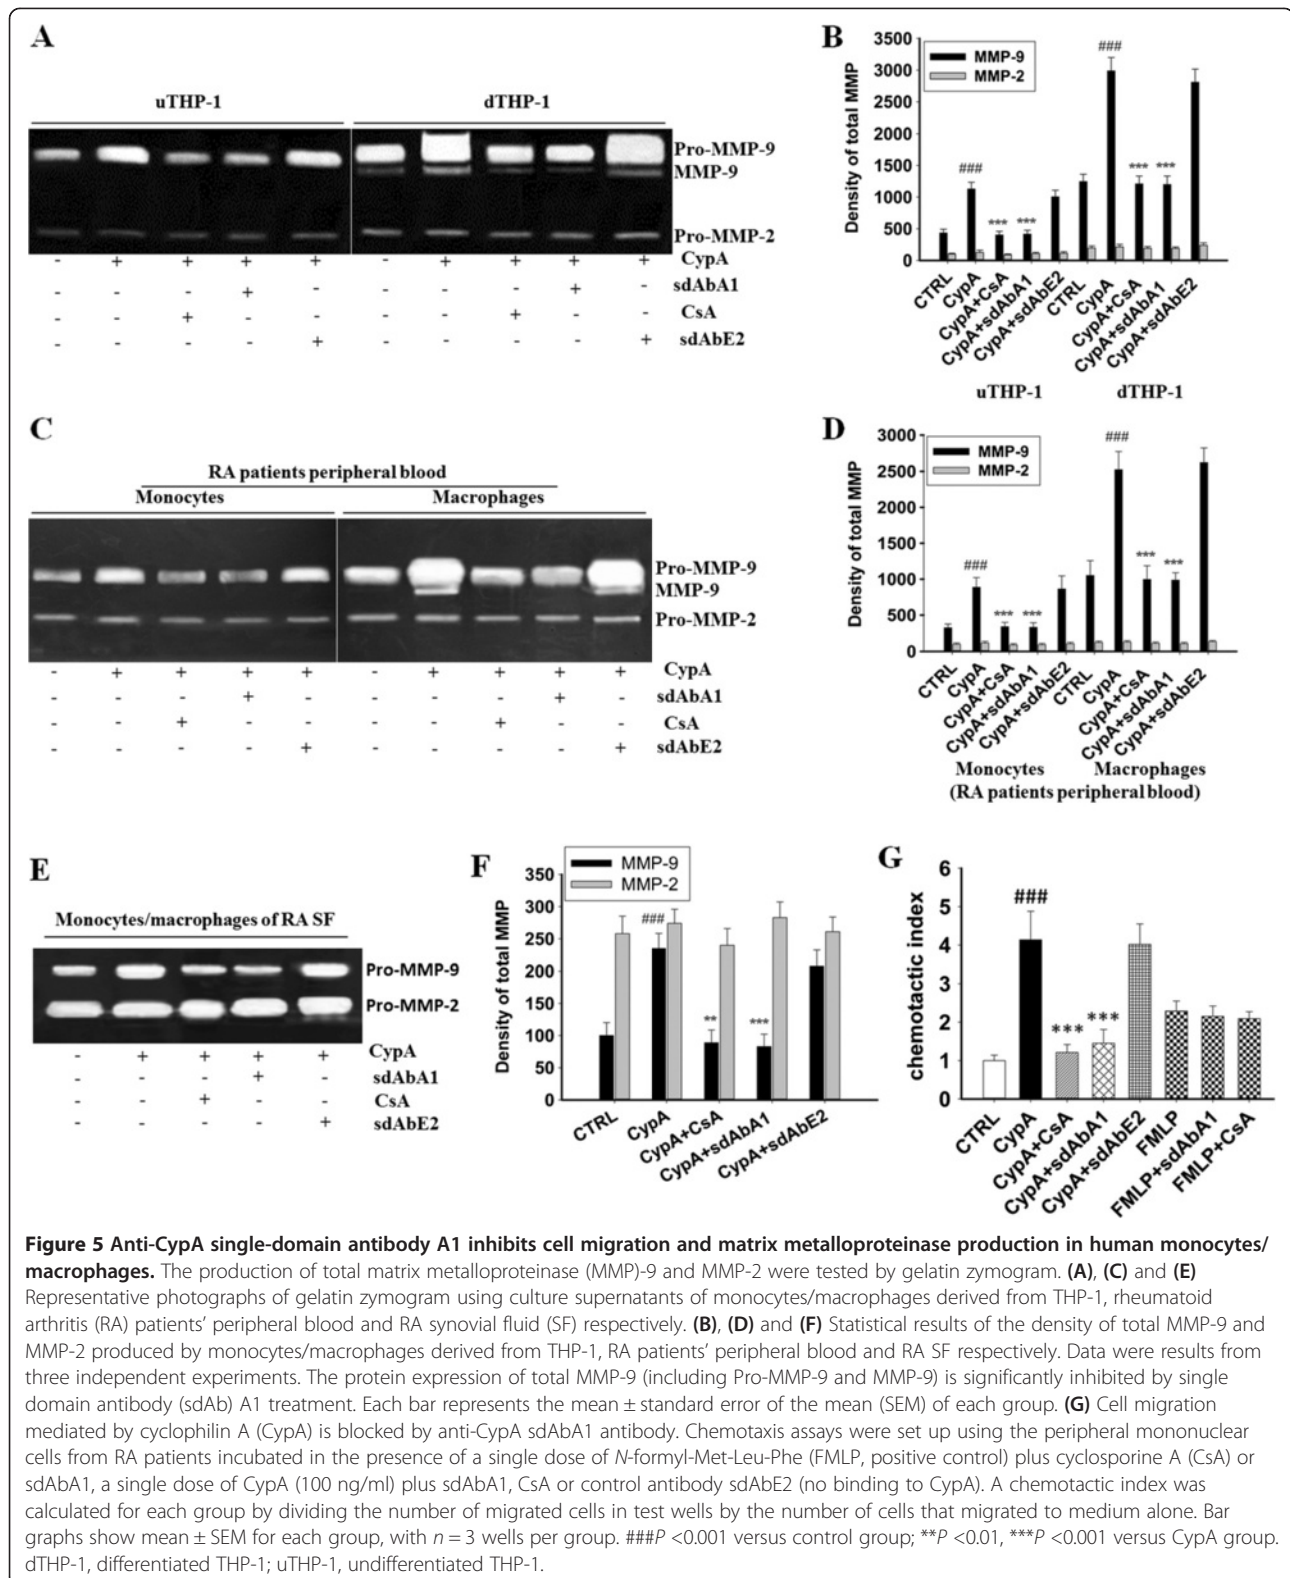 A
uTHP-1
dTHP-1
Pro-MMP-9
MMP-9
Pro-MMP-2
- + + + + - + + + + CypA
- - - + - - - - + - sdAbA1
- - + - - - - + - - CsA
- - - - + - - - - + sdAbE2
B
MMP-9
MMP-2
Density of total MMP
3500
3000
2500
2000
1500
1000
500
0
###
***
***
###
***
***
CTRL
CypA
CypA+CsA
CypA+sdAbA1
CypA+sdAbE2
CTRL
CypA
CypA+CsA
CypA+sdAbA1
CypA+sdAbE2
uTHP-1
dTHP-1
C
RA patients peripheral blood
Monocytes
Macrophages
Pro-MMP-9
MMP-9
Pro-MMP-2
- + + + + - + + + + CypA
- - - + - - - - + - sdAbA1
- - + - - - - + - - CsA
- - - - + - - - - + sdAbE2
D
MMP-9
MMP-2
Density of total MMP
3000
2500
2000
1500
1000
500
0
###
***
***
###
***
***
CTRL
CypA
CypA+CsA
CypA+sdAbA1
CypA+sdAbE2
CTRL
CypA
CypA+CsA
CypA+sdAbA1
CypA+sdAbE2
Monocytes
Macrophages
(RA patients peripheral blood)
E
Monocytes/macrophages of RA SF
Pro-MMP-9
Pro-MMP-2
- + + + + CypA
- - - + - sdAbA1
- - + - - CsA
- - - - + sdAbE2
F
MMP-9
MMP-2
Density of total MMP
350
300
250
200
150
100
50
0
###
**
***
CTRL
CypA
CypA+CsA
CypA+sdAbA1
CypA+sdAbE2
G
chemotactic index
6
5
4
3
2
1
0
###
***
***
CTRL
CypA
CypA+CsA
CypA+sdAbA1
CypA+sdAbE2
FMLP
FMLP+sdAbA1
FMLP+CsA
Figure 5 Anti-CypA single-domain antibody A1 inhibits cell migration and matrix metalloproteinase production in human monocytes/
macrophages. The production of total matrix metalloproteinase (MMP)-9 and MMP-2 were tested by gelatin zymogram. (A), (C) and (E)
Representative photographs of gelatin zymogram using culture supernatants of monocytes/macrophages derived from THP-1, rheumatoid
arthritis (RA) patients' peripheral blood and RA synovial fluid (SF) respectively. (B), (D) and (F) Statistical results of the density of total MMP-9 and
MMP-2 produced by monocytes/macrophages derived from THP-1, RA patients' peripheral blood and RA SF respectively. Data were results from
three independent experiments. The protein expression of total MMP-9 (including Pro-MMP-9 and MMP-9) is significantly inhibited by single
domain antibody (sdAb) A1 treatment. Each bar represents the mean ± standard error of the mean (SEM) of each group. (G) Cell migration
mediated by cyclophilin A (CypA) is blocked by anti-CypA sdAbA1 antibody. Chemotaxis assays were set up using the peripheral mononuclear
cells from RA patients incubated in the presence of a single dose of N-formyl-Met-Leu-Phe (FMLP, positive control) plus cyclosporine A (CsA) or
sdAbA1, a single dose of CypA (100 ng/ml) plus sdAbA1, CsA or control antibody sdAbE2 (no binding to CypA). A chemotactic index was
calculated for each group by dividing the number of migrated cells in test wells by the number of cells that migrated to medium alone. Bar
graphs show mean ± SEM for each group, with n = 3 wells per group. ###P <0.001 versus control group; **P <0.01, ***P <0.001 versus CypA group.
dTHP-1, differentiated THP-1; uTHP-1, undifferentiated THP-1.